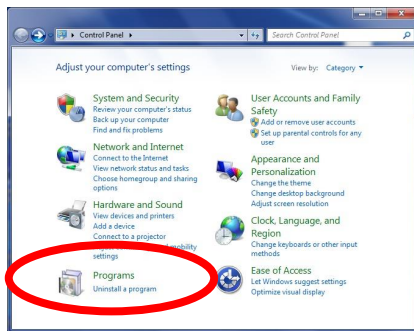 Control Panel
Search Control Panel
Adjust your computer's settings
View by: Category
System and Security
Review your computer's status
Back up your computer
Find and fix problems
Network and Internet
Connect to the Internet
View network status and tasks
Choose homegroup and sharing
options
Hardware and Sound
View devices and printers
Add a device
Connect to a projector
mobility
settings
Programs
Uninstall a program
User Accounts and Family
Safety
Add or remove user accounts
Set up parental controls for any
user
Appearance and
Personalization
Change the theme
Change desktop background
Adjust screen resolution
Clock, Language, and
Region
Change keyboards or other input
methods
Ease of Access
Let Windows suggest settings
Optimize visual display